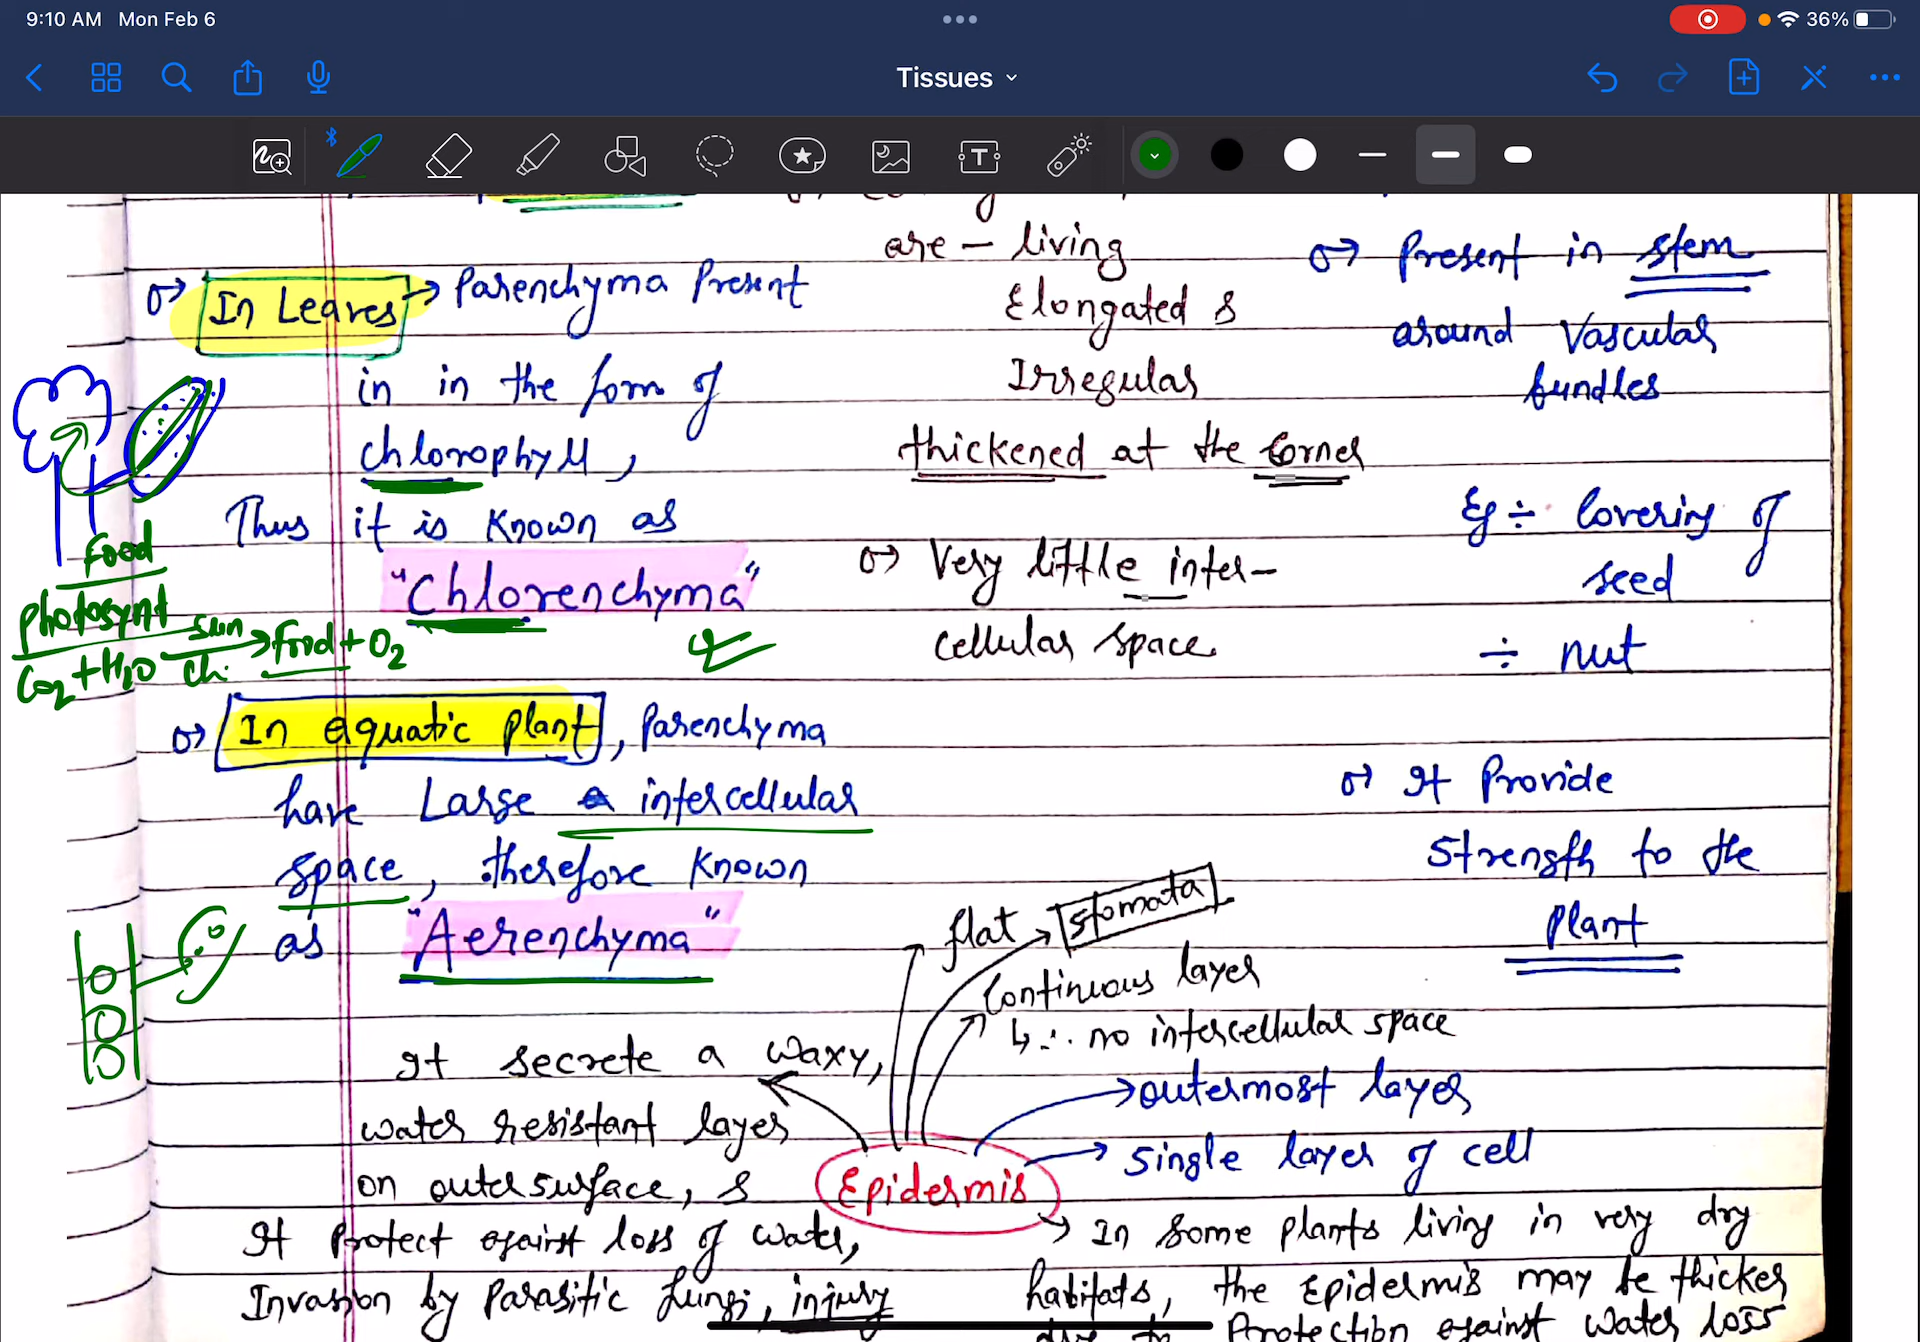 9:10 AM Mon Feb 6
36%
Tissues
T
In Leaves → Parenchyma Present
in in the form of
chlorophyll,
Thus it is known as
"Chlorenchyma"
food
photosynt
Co2 + H2O sun ch. → food + O2
In aquatic plant, Parenchyma
have Large intercellular
space, therefore known
as "Aerenchyma"
are - living
Elongated &
Irregular
thickened at the Corner
Very little inter-
cellular space.
Present in stem
around Vascular
bundles
Eg ÷ Covering of
seed
÷ nut
It Provide
Strength to the
Plant
flat → stomata
Continuous layer
↳ ∴ no intercellular space
→ outermost layer
→ Single layer of cell
Epidermis
It secrete a waxy,
water resistant layer
on outer surface, &
It Protect against loss of water,
Invasion by Parasitic fungi, injury
→ In some plants living in very dry
habitats, the Epidermis may be thicker
due to Protection against water loss